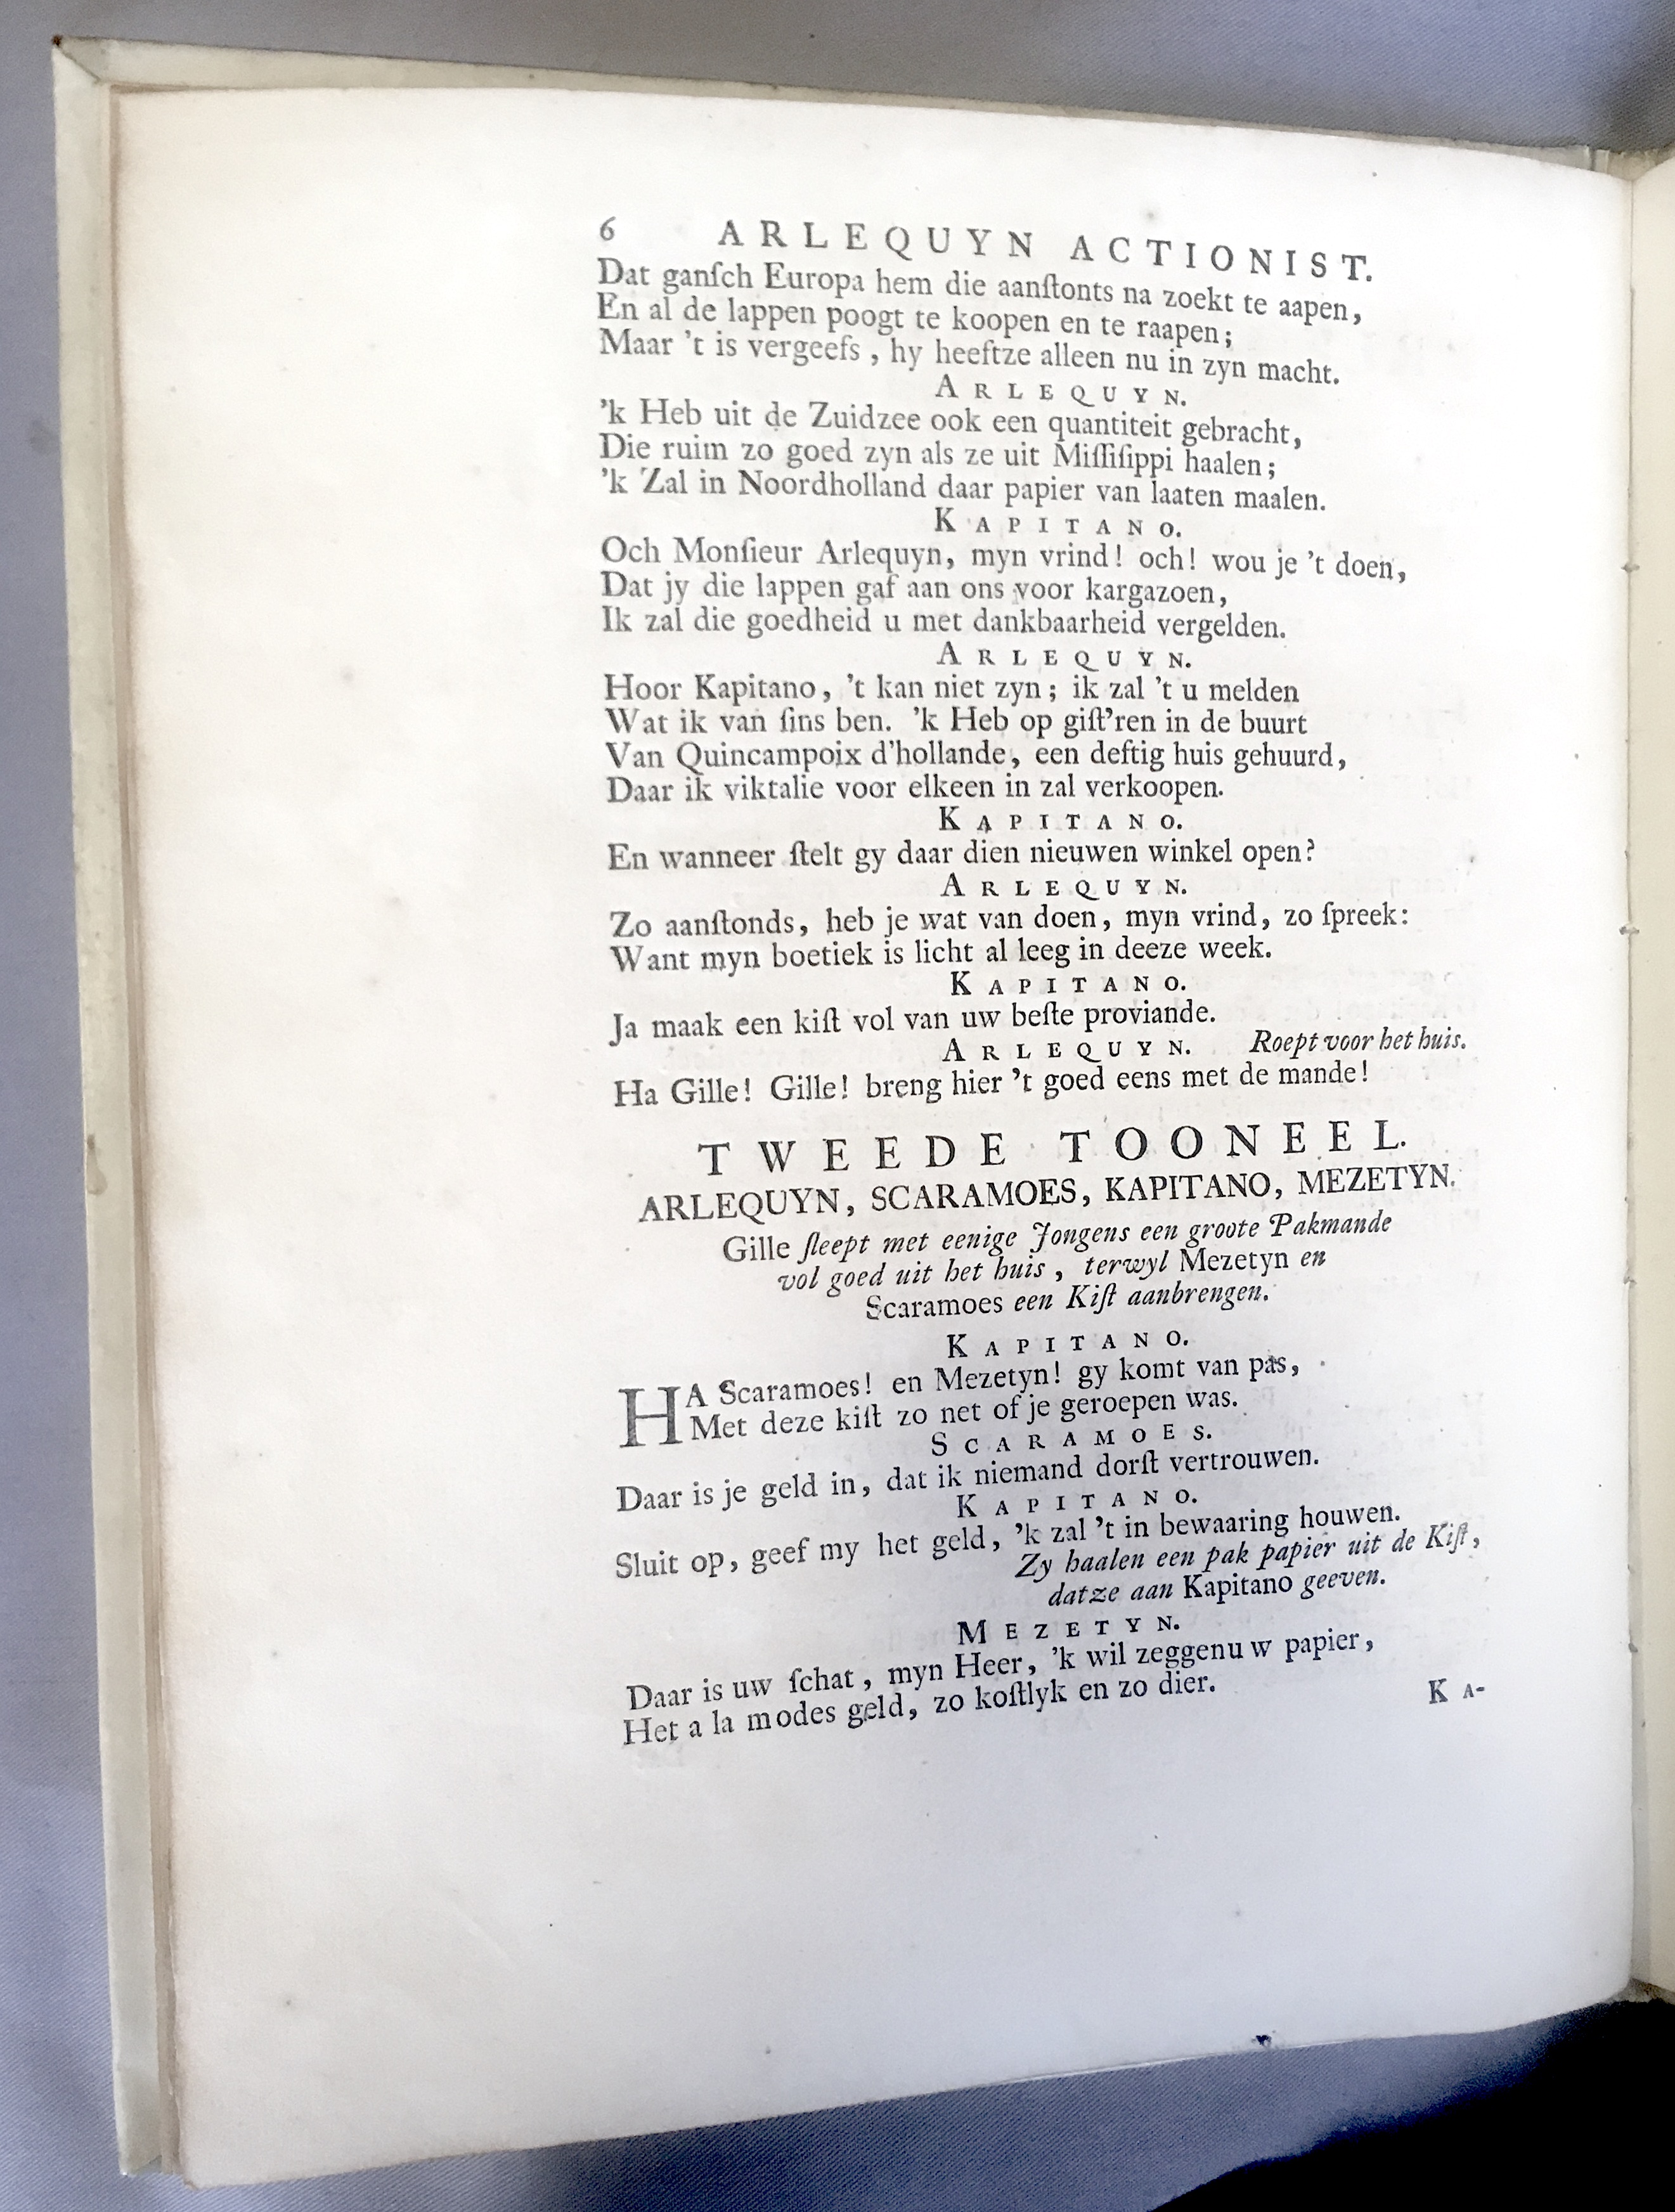 6 ARLEQUYN ACTIONIST.
Dat ganſch Europa hem die aanſtonts na zoekt te aapen,
En al de lappen poogt te koopen en te raapen;
Maar 't is vergeefs, hy heeftze alleen nu in zyn macht.
ARLEQUYN.
'k Heb uit de Zuidzee ook een quantiteit gebracht,
Die ruim zo goed zyn als ze uit Miſſiſippi haalen;
'k Zal in Noordholland daar papier van laaten maalen.
KAPITANO.
Och Monſieur Arlequyn, myn vrind! och! wou je 't doen,
Dat jy die lappen gaf aan ons voor kargazoen,
Ik zal die goedheid u met dankbaarheid vergelden.
ARLEQUYN.
Hoor Kapitano, 't kan niet zyn; ik zal 't u melden
Wat ik van ſins ben. 'k Heb op giſt'ren in de buurt
Van Quincampoix d'hollande, een deftig huis gehuurd,
Daar ik viktalie voor elkeen in zal verkoopen.
KAPITANO.
En wanneer ſtelt gy daar dien nieuwen winkel open?
ARLEQUYN.
Zo aanſtonds, heb je wat van doen, myn vrind, zo ſpreek:
Want myn boetiek is licht al leeg in deeze week.
KAPITANO.
Ja maak een kiſt vol van uw beſte proviande.
ARLEQUYN. Roept voor het huis.
Ha Gille! Gille! breng hier 't goed eens met de mande!
TWEEDE TOONEEL.
ARLEQUYN, SCARAMOES, KAPITANO, MEZETYN.
Gille ſleept met eenige Jongens een groote Pakmande
vol goed uit het huis, terwyl Mezetyn en
Scaramoes een Kiſt aanbrengen.
KAPITANO.
HA Scaramoes! en Mezetyn! gy komt van pas,
Met deze kiſt zo net of je geroepen was.
SCARAMOES.
Daar is je geld in, dat ik niemand dorſt vertrouwen.
KAPITANO.
Sluit op, geef my het geld, 'k zal 't in bewaaring houwen.
Zy haalen een pak papier uit de Kiſt,
datze aan Kapitano geeven.
MEZETYN.
Daar is uw ſchat, myn Heer, 'k wil zeggenu w papier,
Het a la modes geld, zo koſtlyk en zo dier.
KA-